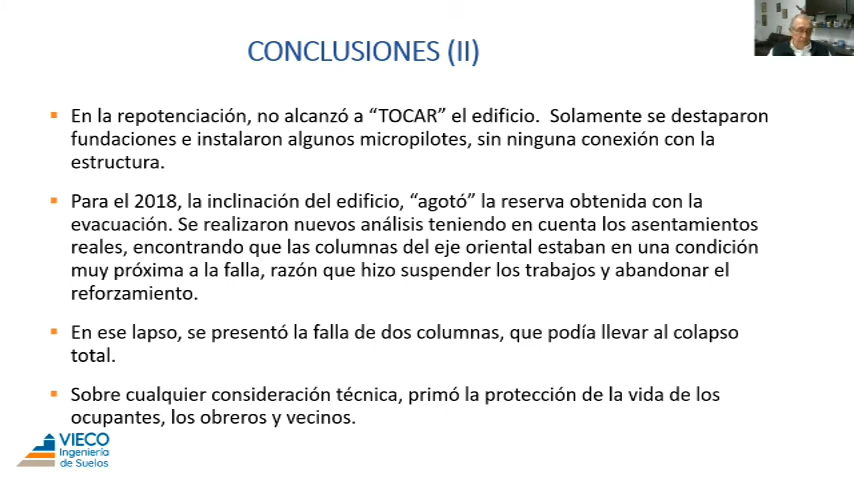 CONCLUSIONES (II)
En la repotenciación, no alcanzó a “TOCAR” el edificio. Solamente se destaparon
fundaciones e instalaron algunos micropilotes, sin ninguna conexión con la
estructura.
Para el 2018, la inclinación del edificio, “agotó” la reserva obtenida con la
evacuación. Se realizaron nuevos análisis teniendo en cuenta los asentamientos
reales, encontrando que las columnas del eje oriental estaban en una condición
muy próxima a la falla, razón que hizo suspender los trabajos y abandonar el
reforzamiento.
En ese lapso, se presentó la falla de dos columnas, que podía llevar al colapso
total.
Sobre cualquier consideración técnica, primó la protección de la vida de los
ocupantes, los obreros y vecinos.
VIECO
Ingeniería
de Suelos